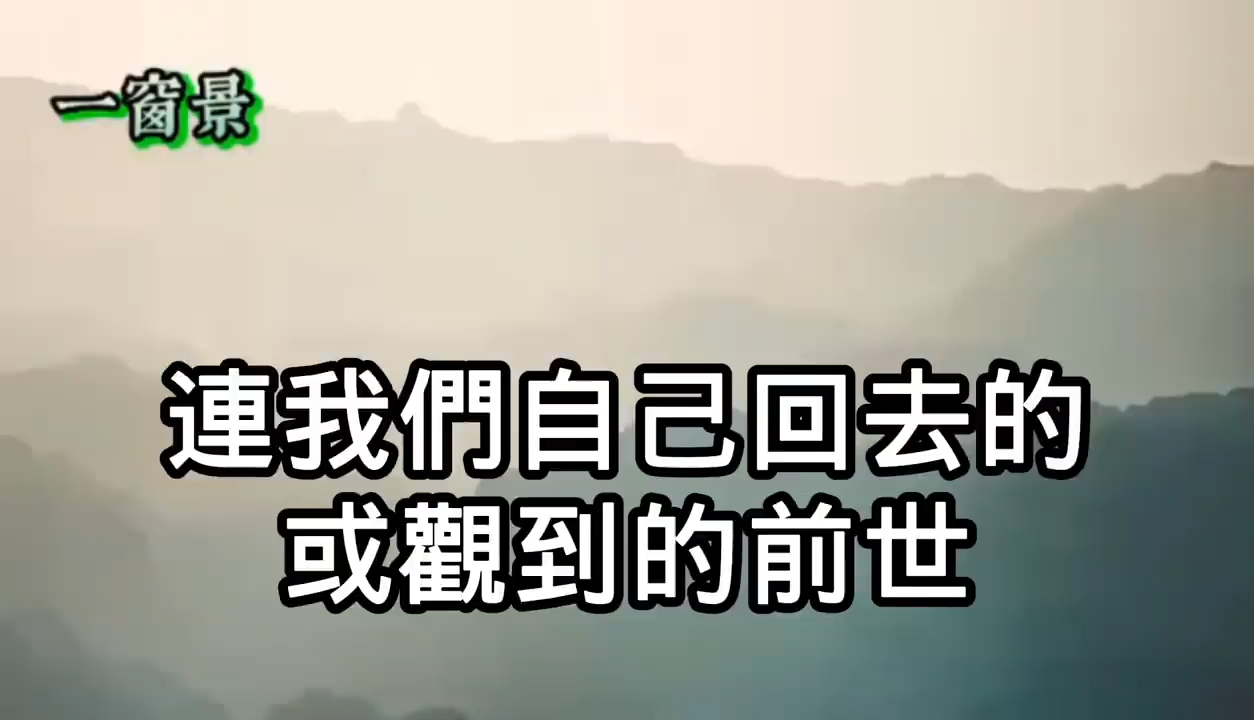 一窗景
連我們自己回去的
或觀到的前世